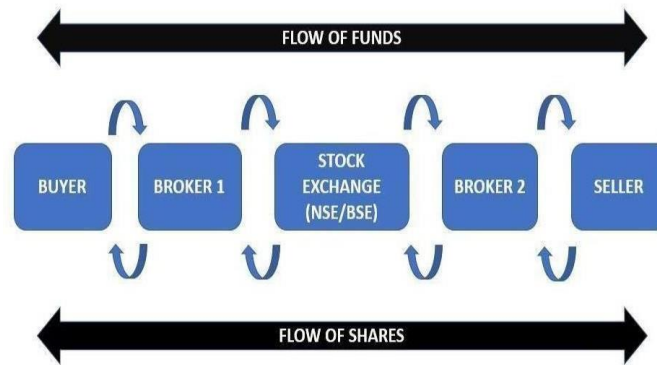 FLOW OF FUNDS
BUYER
BROKER 1
STOCK
EXCHANGE
(NSE/BSE)
BROKER 2
SELLER
FLOW OF SHARES